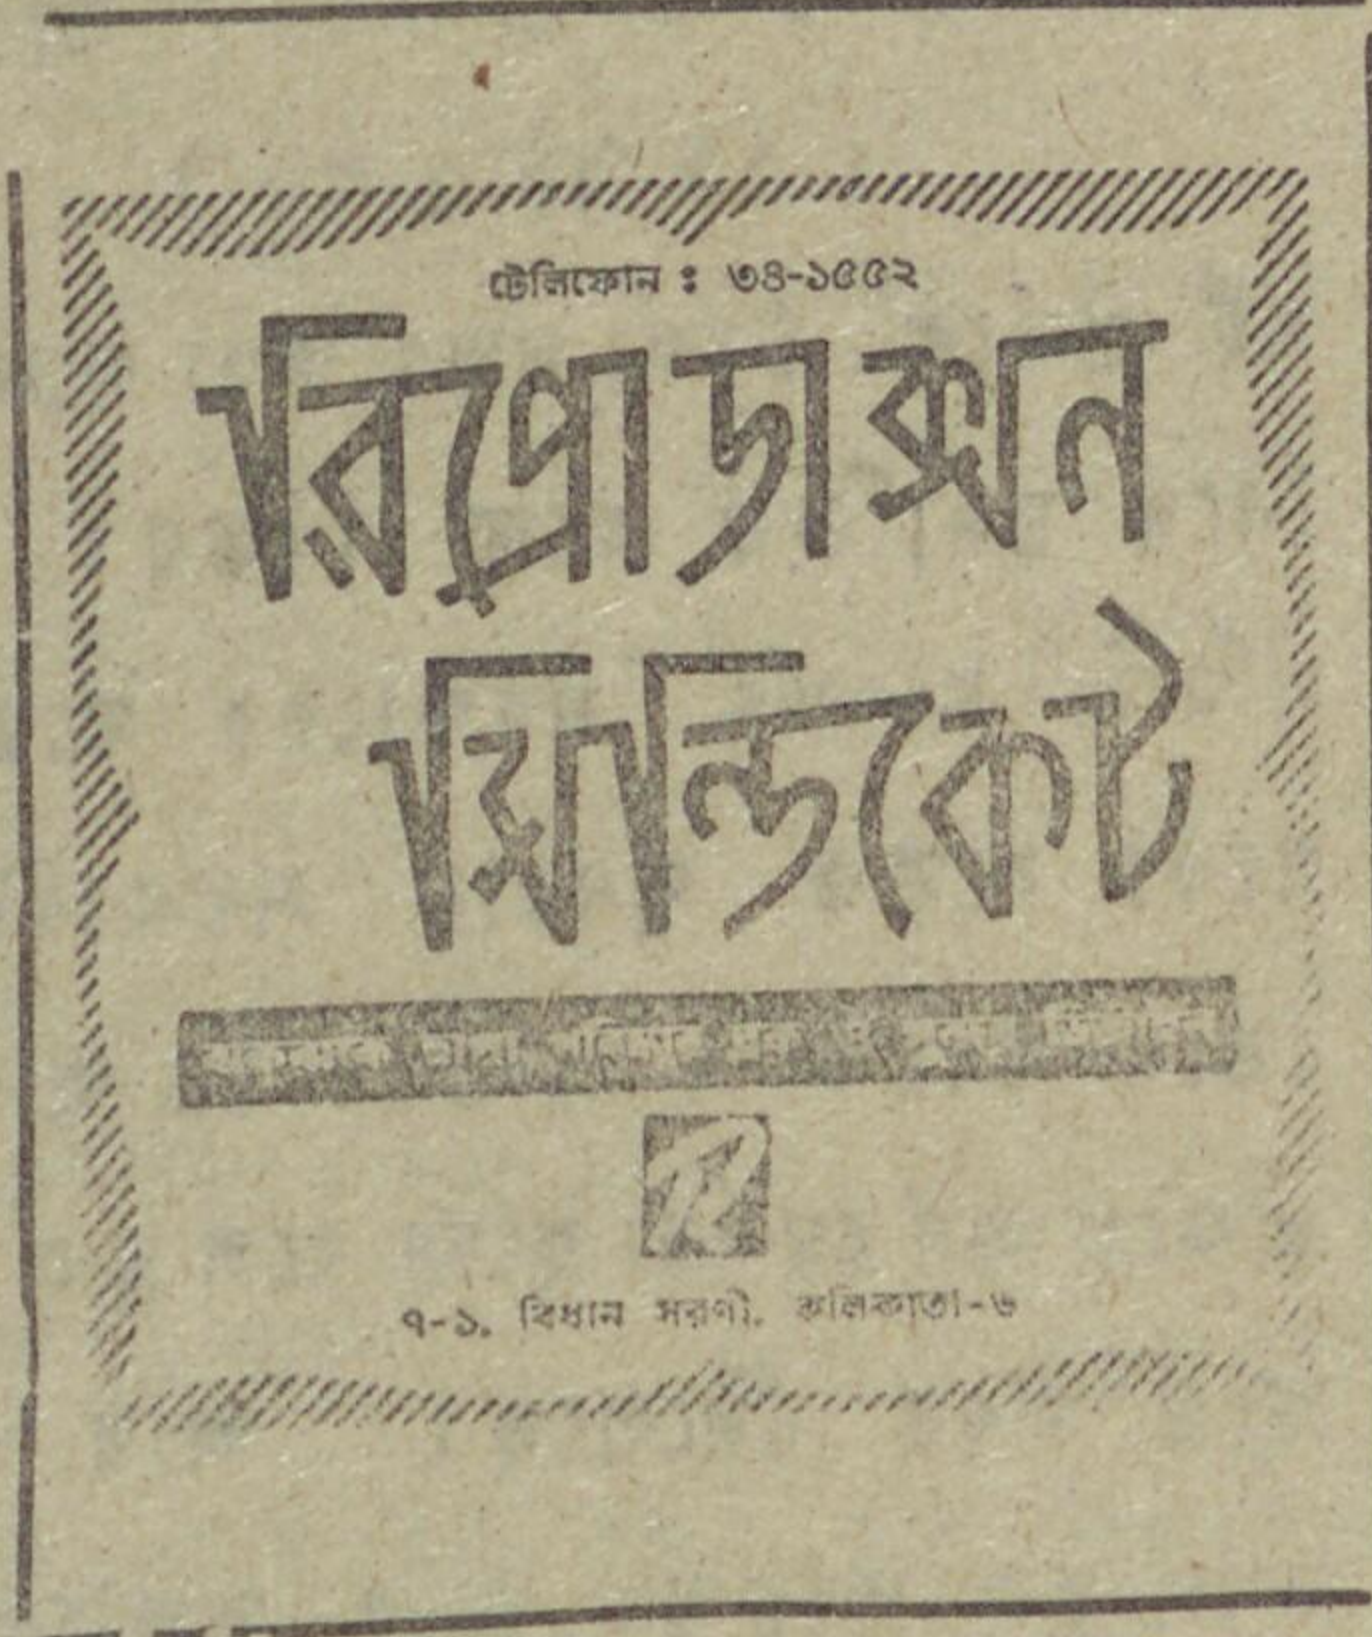 টেলিফোন : ৩৪-১৫৫২
রিপ্রোডাক্সন
সিন্ডিকেট
R
৭-১, বিধান সরণী, কলিকাতা-৬